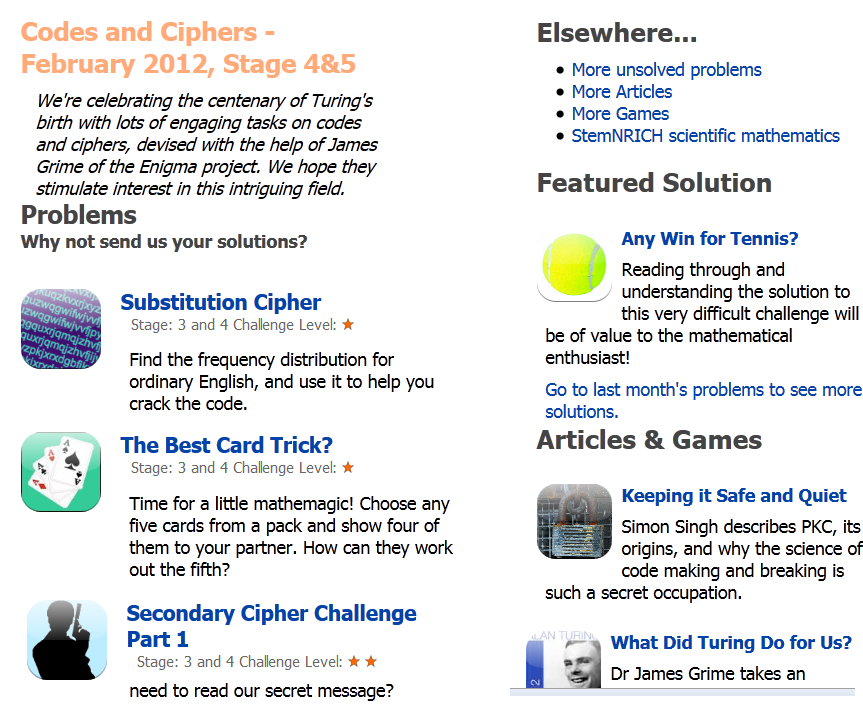 Codes and Ciphers -
February 2012, Stage 4&5
We're celebrating the centenary of Turing's
birth with lots of engaging tasks on codes
and ciphers, devised with the help of James
Grime of the Enigma project. We hope they
stimulate interest in this intriguing field.
Problems
Why not send us your solutions?
Substitution Cipher
Stage: 3 and 4 Challenge Level: ★
Find the frequency distribution for
ordinary English, and use it to help you
crack the code.
The Best Card Trick?
Stage: 3 and 4 Challenge Level: ★
Time for a little mathemagic! Choose any
five cards from a pack and show four of
them to your partner. How can they work
out the fifth?
Secondary Cipher Challenge
Part 1
Stage: 3 and 4 Challenge Level: ★ ★
need to read our secret message?
Elsewhere...
• More unsolved problems
• More Articles
• More Games
• StemNRICH scientific mathematics
Featured Solution
Any Win for Tennis?
Reading through and
understanding the solution to
this very difficult challenge will
be of value to the mathematical
enthusiast!
Go to last month's problems to see more
solutions.
Articles & Games
Keeping it Safe and Quiet
Simon Singh describes PKC, its
origins, and why the science of
code making and breaking is
such a secret occupation.
What Did Turing Do for Us?
Dr James Grime takes an